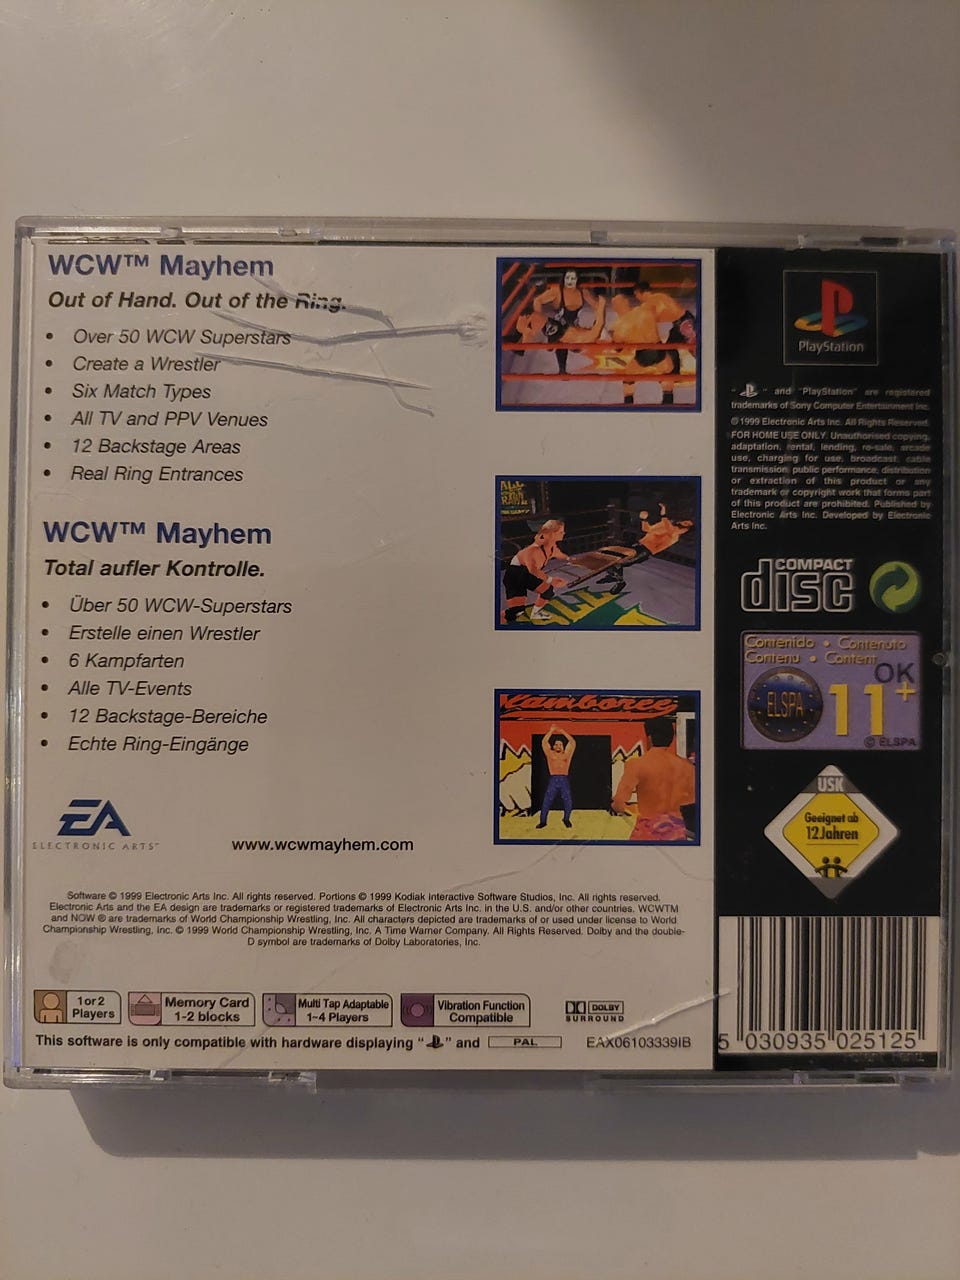 WCW™ Mayhem
Out of Hand. Out of the Ring.
• Over 50 WCW Superstars
• Create a Wrestler
• Six Match Types
• All TV and PPV Venues
• 12 Backstage Areas
• Real Ring Entrances
WCW™ Mayhem
Total aufler Kontrolle.
• Über 50 WCW-Superstars
• Erstelle einen Wrestler
• 6 Kampfarten
• Alle TV-Events
• 12 Backstage-Bereiche
• Echte Ring-Eingänge
EA
ELECTRONIC ARTS™
www.wcwmayhem.com
Software © 1999 Electronic Arts Inc. All rights reserved. Portions © 1999 Kodiak Interactive Software Studios, Inc. All rights reserved.
Electronic Arts and the EA design are trademarks or registered trademarks of Electronic Arts Inc. in the U.S. and/or other countries. WCWTM
and NOW ® are trademarks of World Championship Wrestling, Inc. All characters depicted are trademarks of or used under license to World
Championship Wrestling, Inc. © 1999 World Championship Wrestling, Inc. A Time Warner Company. All Rights Reserved. Dolby and the double-
D symbol are trademarks of Dolby Laboratories, Inc.
1 or 2
Players
Memory Card
1-2 blocks
Multi Tap Adaptable
1~4 Players
Vibration Function
Compatible
DOLBY
SURROUND
This software is only compatible with hardware displaying " " and PAL
EAX06103339IB
Kamboree
PlayStation
" " and "PlayStation" are registered
trademarks of Sony Computer Entertainment Inc.
© 1999 Electronic Arts Inc. All Rights Reserved.
FOR HOME USE ONLY. Unauthorised copying,
adaptation, rental, lending, re-sale, arcade
use, charging for use, broadcast, cable
transmission, public performance, distribution
or extraction of this product or any
trademark or copyright work that forms part
of this product are prohibited. Published by
Electronic Arts Inc. Developed by Electronic
Arts Inc.
COMPACT
disc
Contenido • Contenuto
Contenu • Content
OK
ELSPA
11+
© ELSPA
USK
Geeignet ab
12 Jahren
5 030935 025125